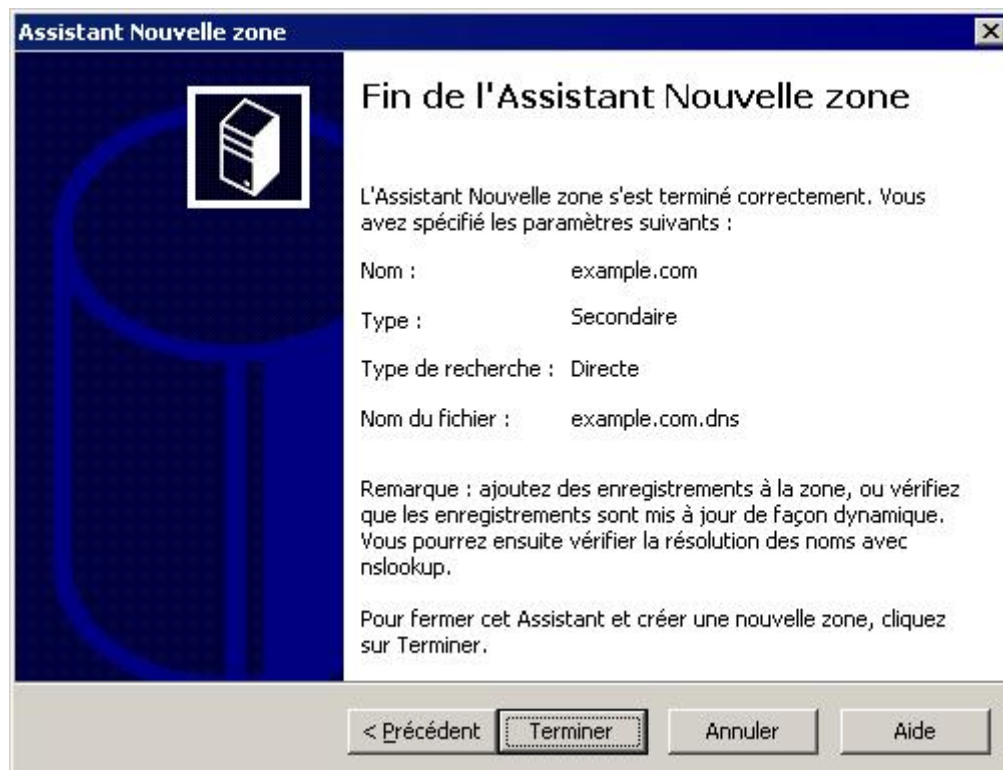 Assistant Nouvelle zone
Fin de l'Assistant Nouvelle zone
L'Assistant Nouvelle zone s'est terminé correctement. Vous
avez spécifié les paramètres suivants :
Nom : example.com
Type : Secondaire
Type de recherche : Directe
Nom du fichier : example.com.dns
Remarque : ajoutez des enregistrements à la zone, ou vérifiez
que les enregistrements sont mis à jour de façon dynamique.
Vous pourrez ensuite vérifier la résolution des noms avec
nslookup.
Pour fermer cet Assistant et créer une nouvelle zone, cliquez
sur Terminer.
< Précédent Terminer Annuler Aide